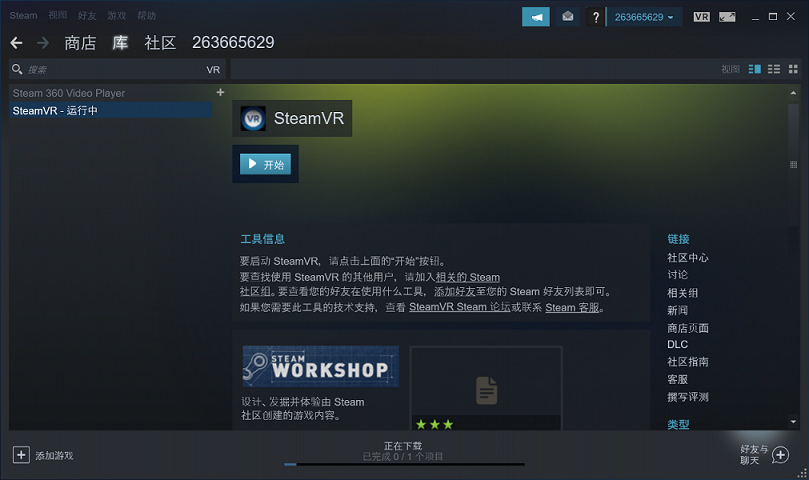 Steam 视图 好友 游戏 帮助
263665629
VR
商店 库 社区 263665629
搜索
VR
视图
Steam 360 Video Player
SteamVR - 运行中
VR
SteamVR
开始
工具信息
要启动 SteamVR，请点击上面的“开始”按钮。
要查找使用 SteamVR 的其他用户，请加入相关的 Steam
社区组。要查看您的好友在使用什么工具，添加好友至您的 Steam 好友列表即可。
如果您需要此工具的技术支持，查看 SteamVR Steam 论坛或联系 Steam 客服。
STEAM
WORKSHOP
设计、发掘并体验由 Steam
社区创建的游戏内容。
链接
社区中心
讨论
相关组
新闻
商店页面
DLC
社区指南
客服
撰写评测
类型
添加游戏
正在下载
已完成 0 / 1 个项目
好友与
聊天